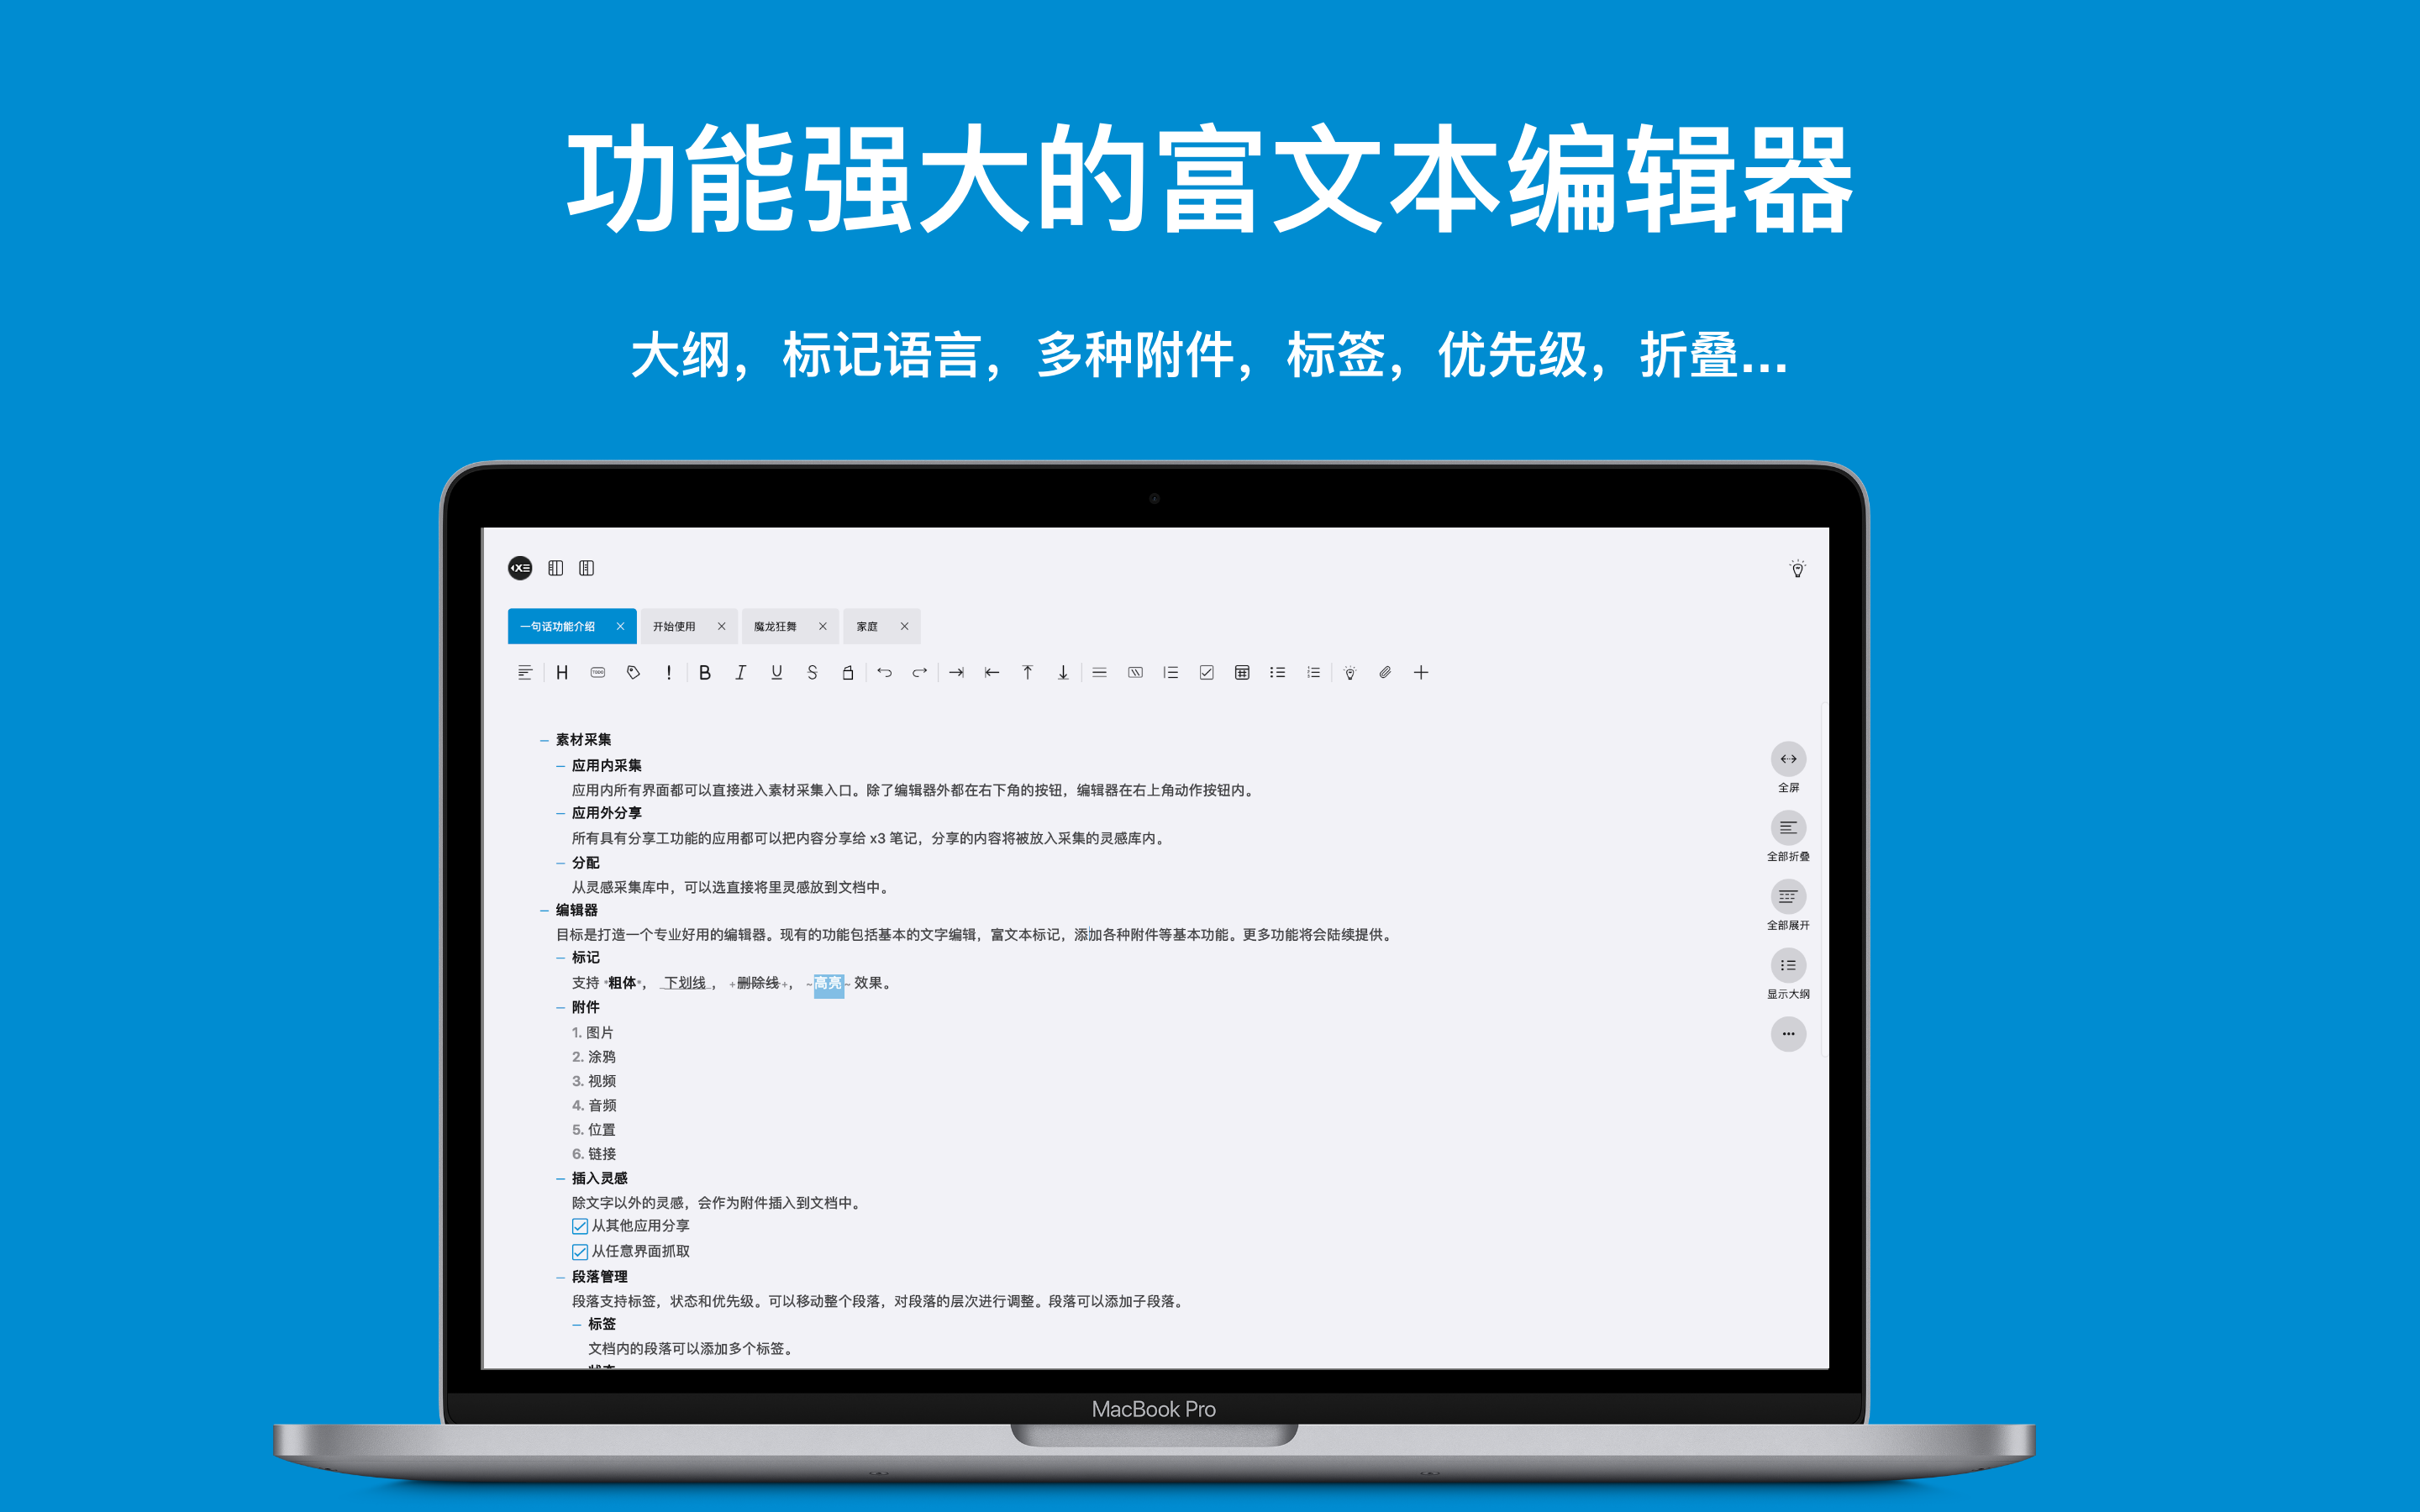 功能强大的富文本编辑器
大纲，标记语言，多种附件，标签，优先级，折叠...
一句话功能介绍 × 开始使用 × 魔龙狂舞 × 家庭 ×
H TODO ! B I U S
素材采集
应用内采集
应用内所有界面都可以直接进入素材采集入口。除了编辑器外都在右下角的按钮，编辑器在右上角动作按钮内。
全屏
应用外分享
所有具有分享工功能的应用都可以把内容分享给 x3 笔记，分享的内容将被放入采集的灵感库内。
全部折叠
分配
从灵感采集库中，可以选直接将里灵感放到文档中。
编辑器
全部展开
目标是打造一个专业好用的编辑器。现有的功能包括基本的文字编辑，富文本标记，添加各种附件等基本功能。更多功能将会陆续提供。
标记
支持 *粗体*， _下划线_， +删除线+， ~高亮~ 效果。
显示大纲
附件
1. 图片
2. 涂鸦
3. 视频
4. 音频
5. 位置
6. 链接
插入灵感
除文字以外的灵感，会作为附件插入到文档中。
从其他应用分享
从任意界面抓取
段落管理
段落支持标签，状态和优先级。可以移动整个段落，对段落的层次进行调整。段落可以添加子段落。
标签
文档内的段落可以添加多个标签。
MacBook Pro